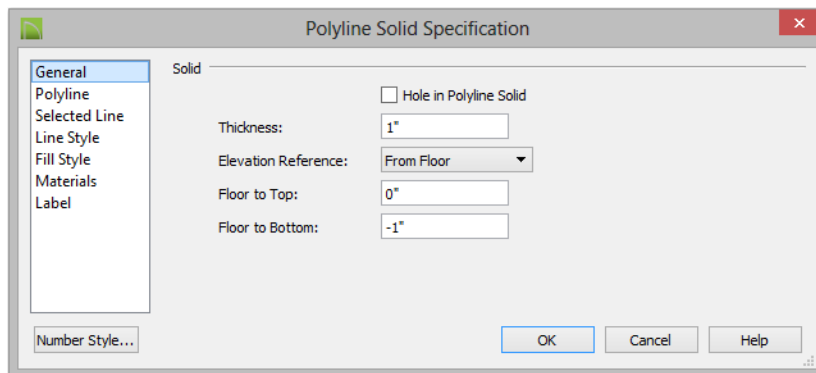 Polyline Solid Specification
General
Polyline
Selected Line
Line Style
Fill Style
Materials
Label
Solid
Hole in Polyline Solid
Thickness: 1"
Elevation Reference: From Floor
Floor to Top: 0"
Floor to Bottom: -1"
Number Style... OK Cancel Help